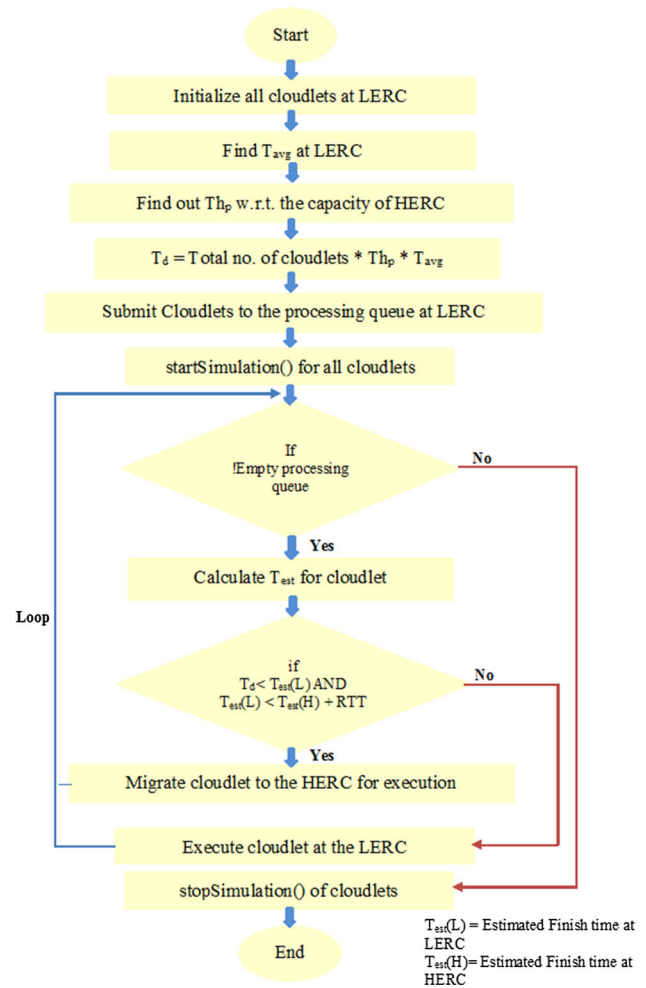 Start
Initialize all cloudlets at LERC
Find Tavg at LERC
Find out Thp w.r.t. the capacity of HERC
Td = Total no. of cloudlets * Thp * Tavg
Submit Cloudlets to the processing queue at LERC
startSimulation() for all cloudlets
If
!Empty processing
queue
No
Yes
Calculate Test for cloudlet
Loop
if
Td< Test(L) AND
Test(L) < Test(H) + RTT
No
Yes
Migrate cloudlet to the HERC for execution
Execute cloudlet at the LERC
stopSimulation() of cloudlets
End
Test(L) = Estimated Finish time at
LERC
Test(H)= Estimated Finish time at
HERC